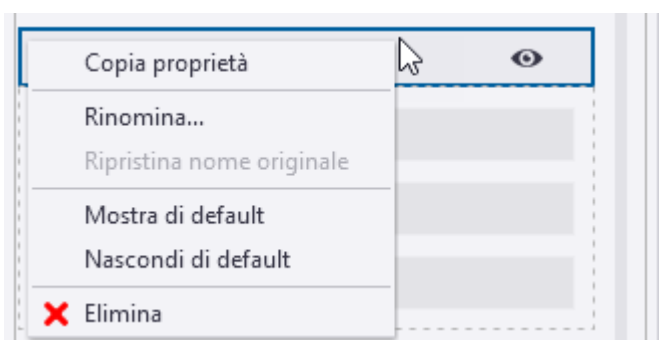 Copia proprietà
Rinomina...
Ripristina nome originale
Mostra di default
Nascondi di default
Elimina